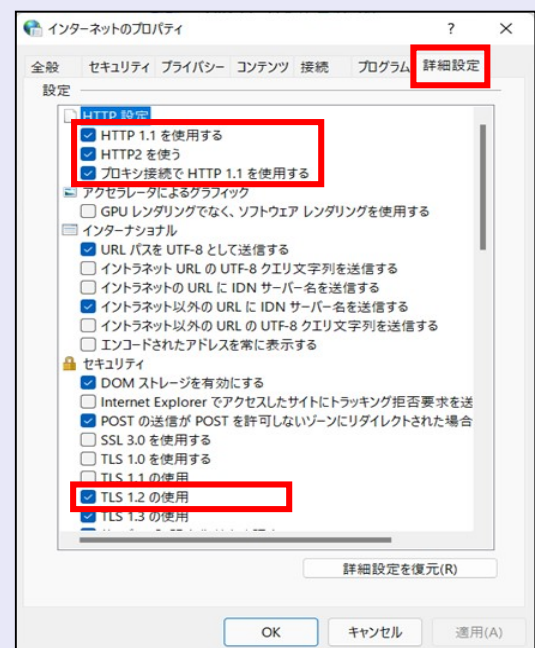 インターネットのプロパティ ? ×
全般 セキュリティ プライバシー コンテンツ 接続 プログラム 詳細設定
設定
HTTP 設定
HTTP 1.1 を使用する
HTTP2 を使う
プロキシ接続で HTTP 1.1 を使用する
アクセラレータによるグラフィック
GPU レンダリングでなく、ソフトウェア レンダリングを使用する
インターナショナル
URL パスを UTF-8 として送信する
イントラネット URL の UTF-8 クエリ文字列を送信する
イントラネットの URL に IDN サーバー名を送信する
イントラネット以外の URL に IDN サーバー名を送信する
イントラネット以外の URL の UTF-8 クエリ文字列を送信する
エンコードされたアドレスを常に表示する
セキュリティ
DOM ストレージを有効にする
Internet Explorer でアクセスしたサイトにトラッキング拒否要求を送
POST の送信が POST を許可しないゾーンにリダイレクトされた場合
SSL 3.0 を使用する
TLS 1.0 を使用する
TLS 1.1 の使用
TLS 1.2 の使用
TLS 1.3 の使用
詳細設定を復元(R)
OK キャンセル 適用(A)